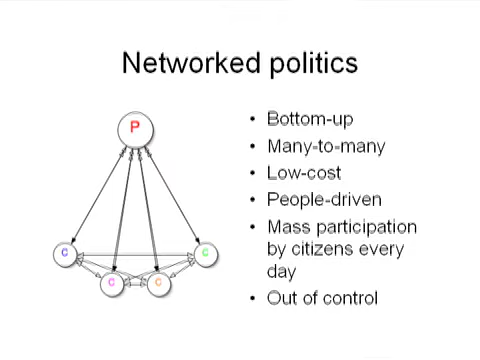 Networked politics
P
C
C
C
C
• Bottom-up
• Many-to-many
• Low-cost
• People-driven
• Mass participation
by citizens every
day
• Out of control